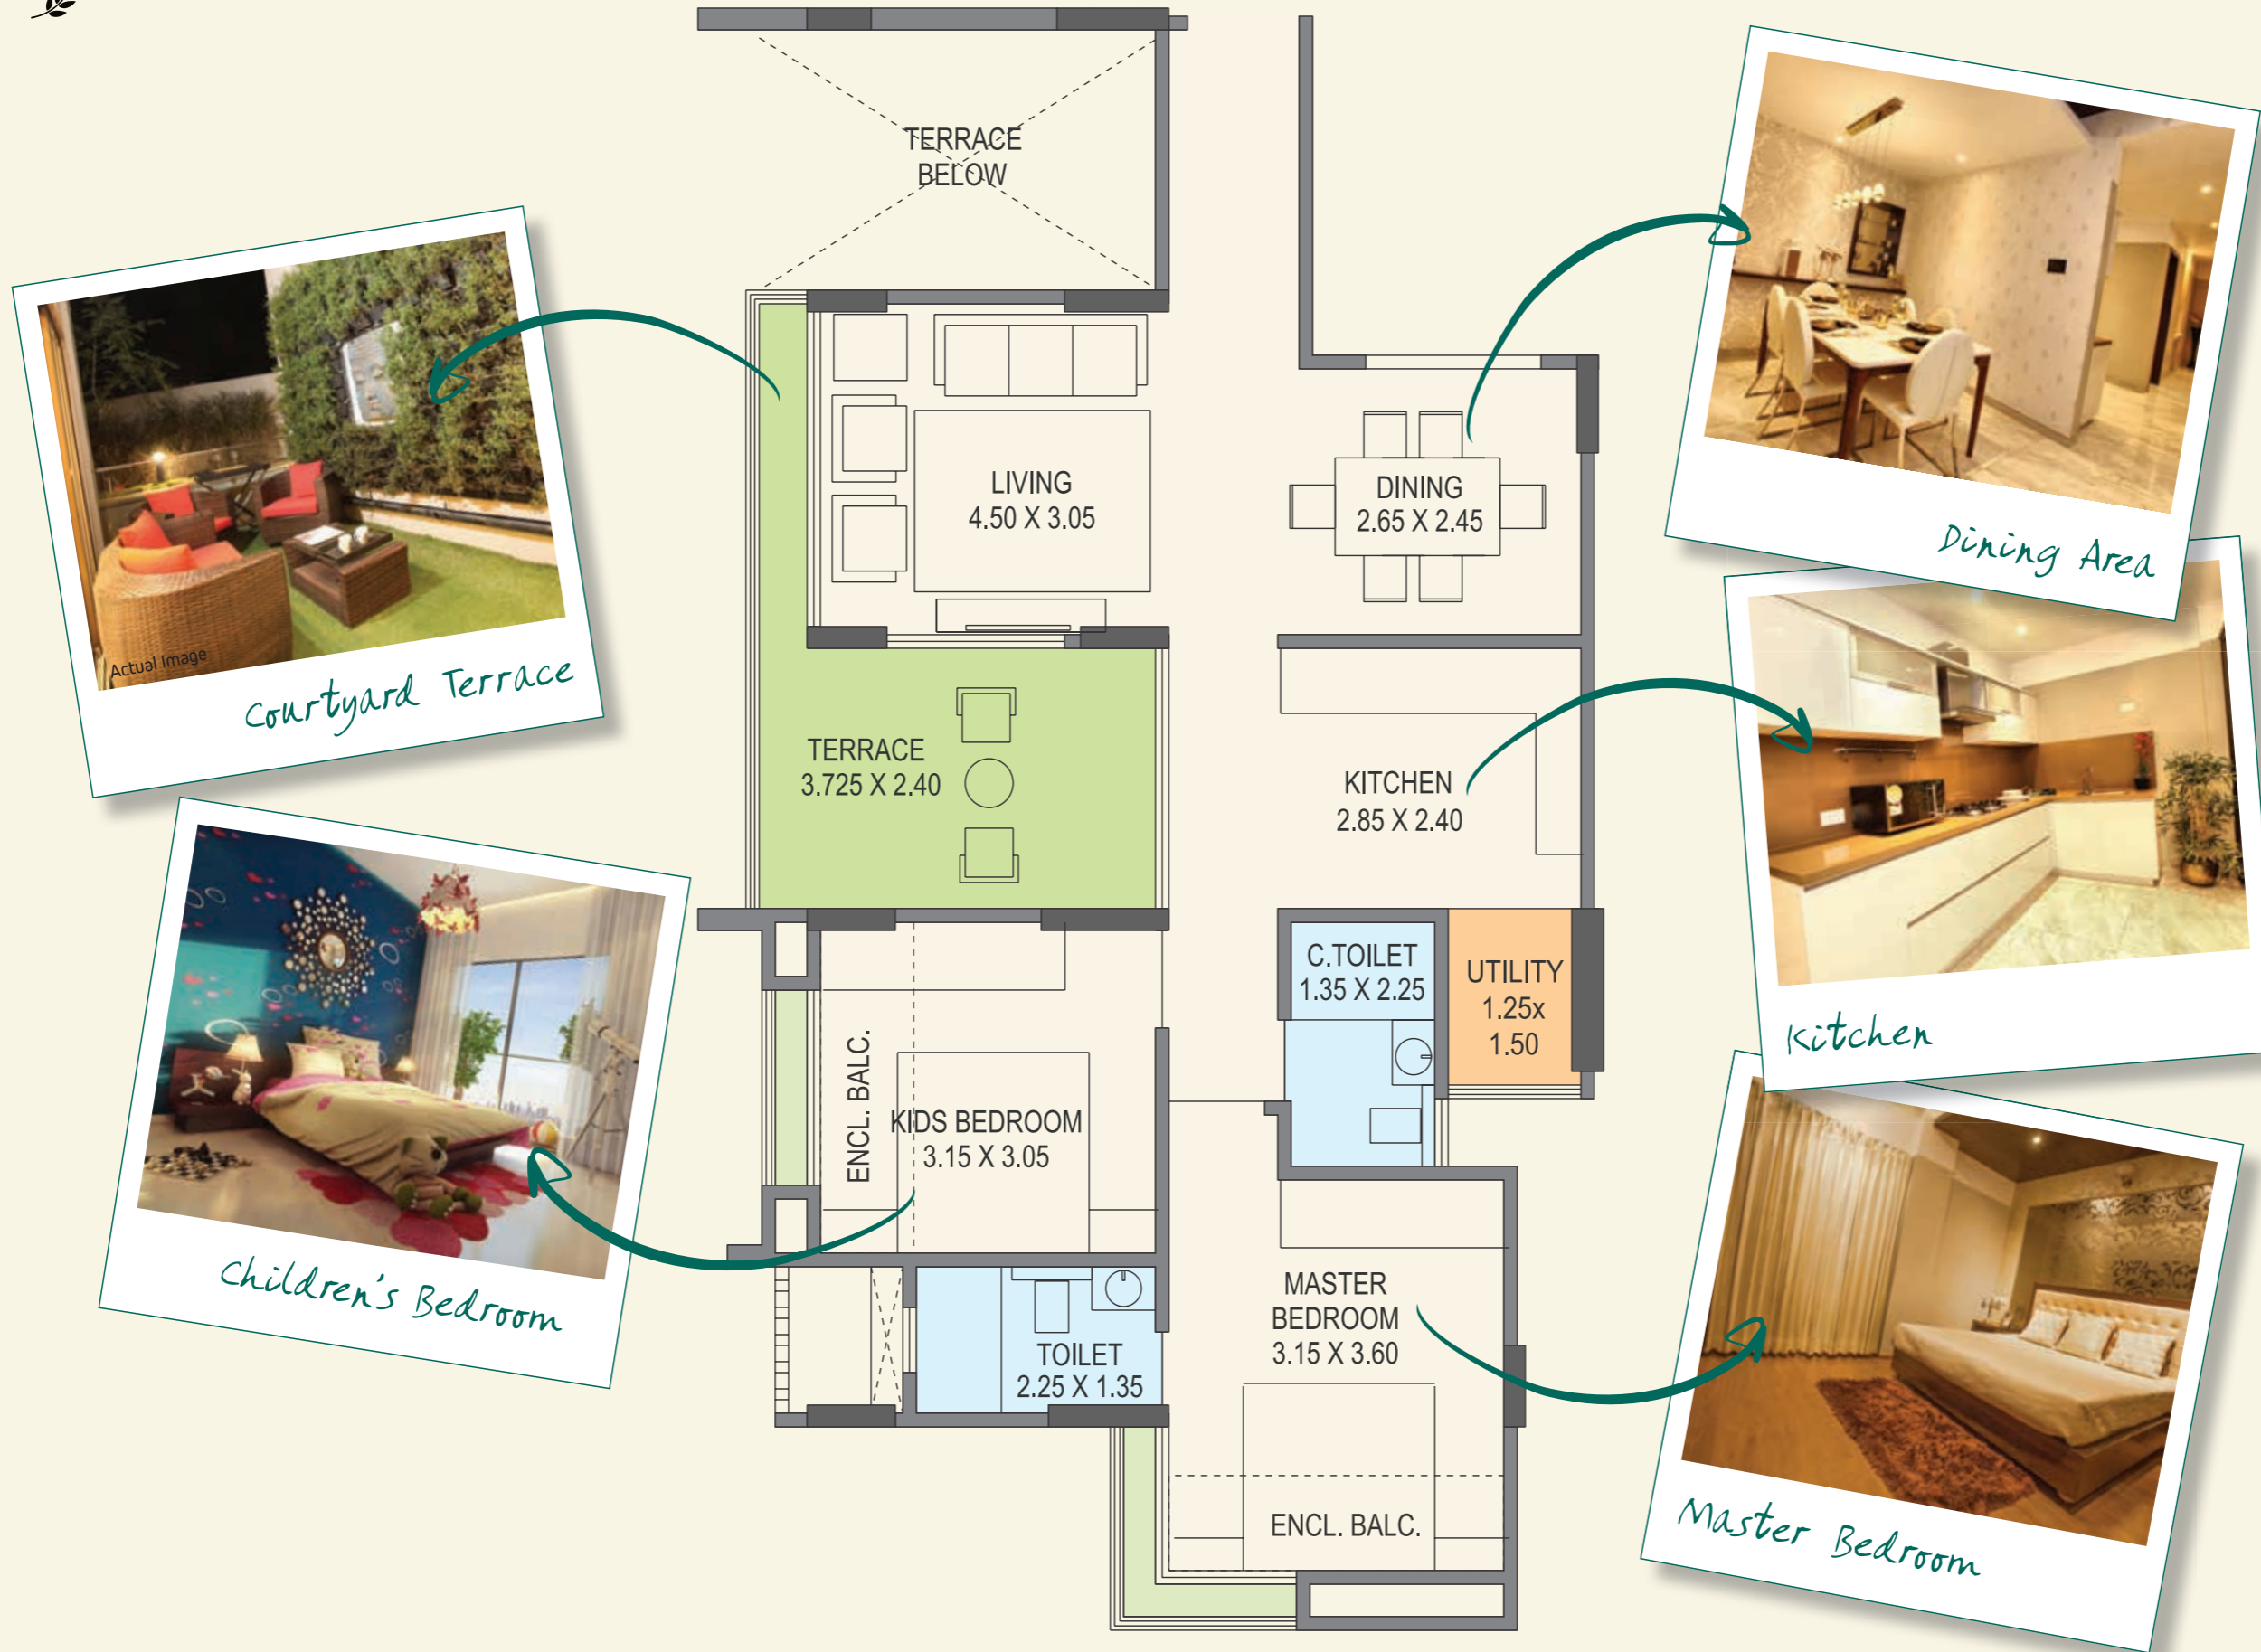 TERRACE
BELOW
LIVING
4.50 X 3.05
DINING
2.65 X 2.45
Dining Area
Actual Image
Courtyard Terrace
TERRACE
3.725 X 2.40
KITCHEN
2.85 X 2.40
Kitchen
C.TOILET
1.35 X 2.25
UTILITY
1.25x
1.50
ENCL. BALC.
KIDS BEDROOM
3.15 X 3.05
Children's Bedroom
MASTER
BEDROOM
3.15 X 3.60
TOILET
2.25 X 1.35
ENCL. BALC.
Master Bedroom